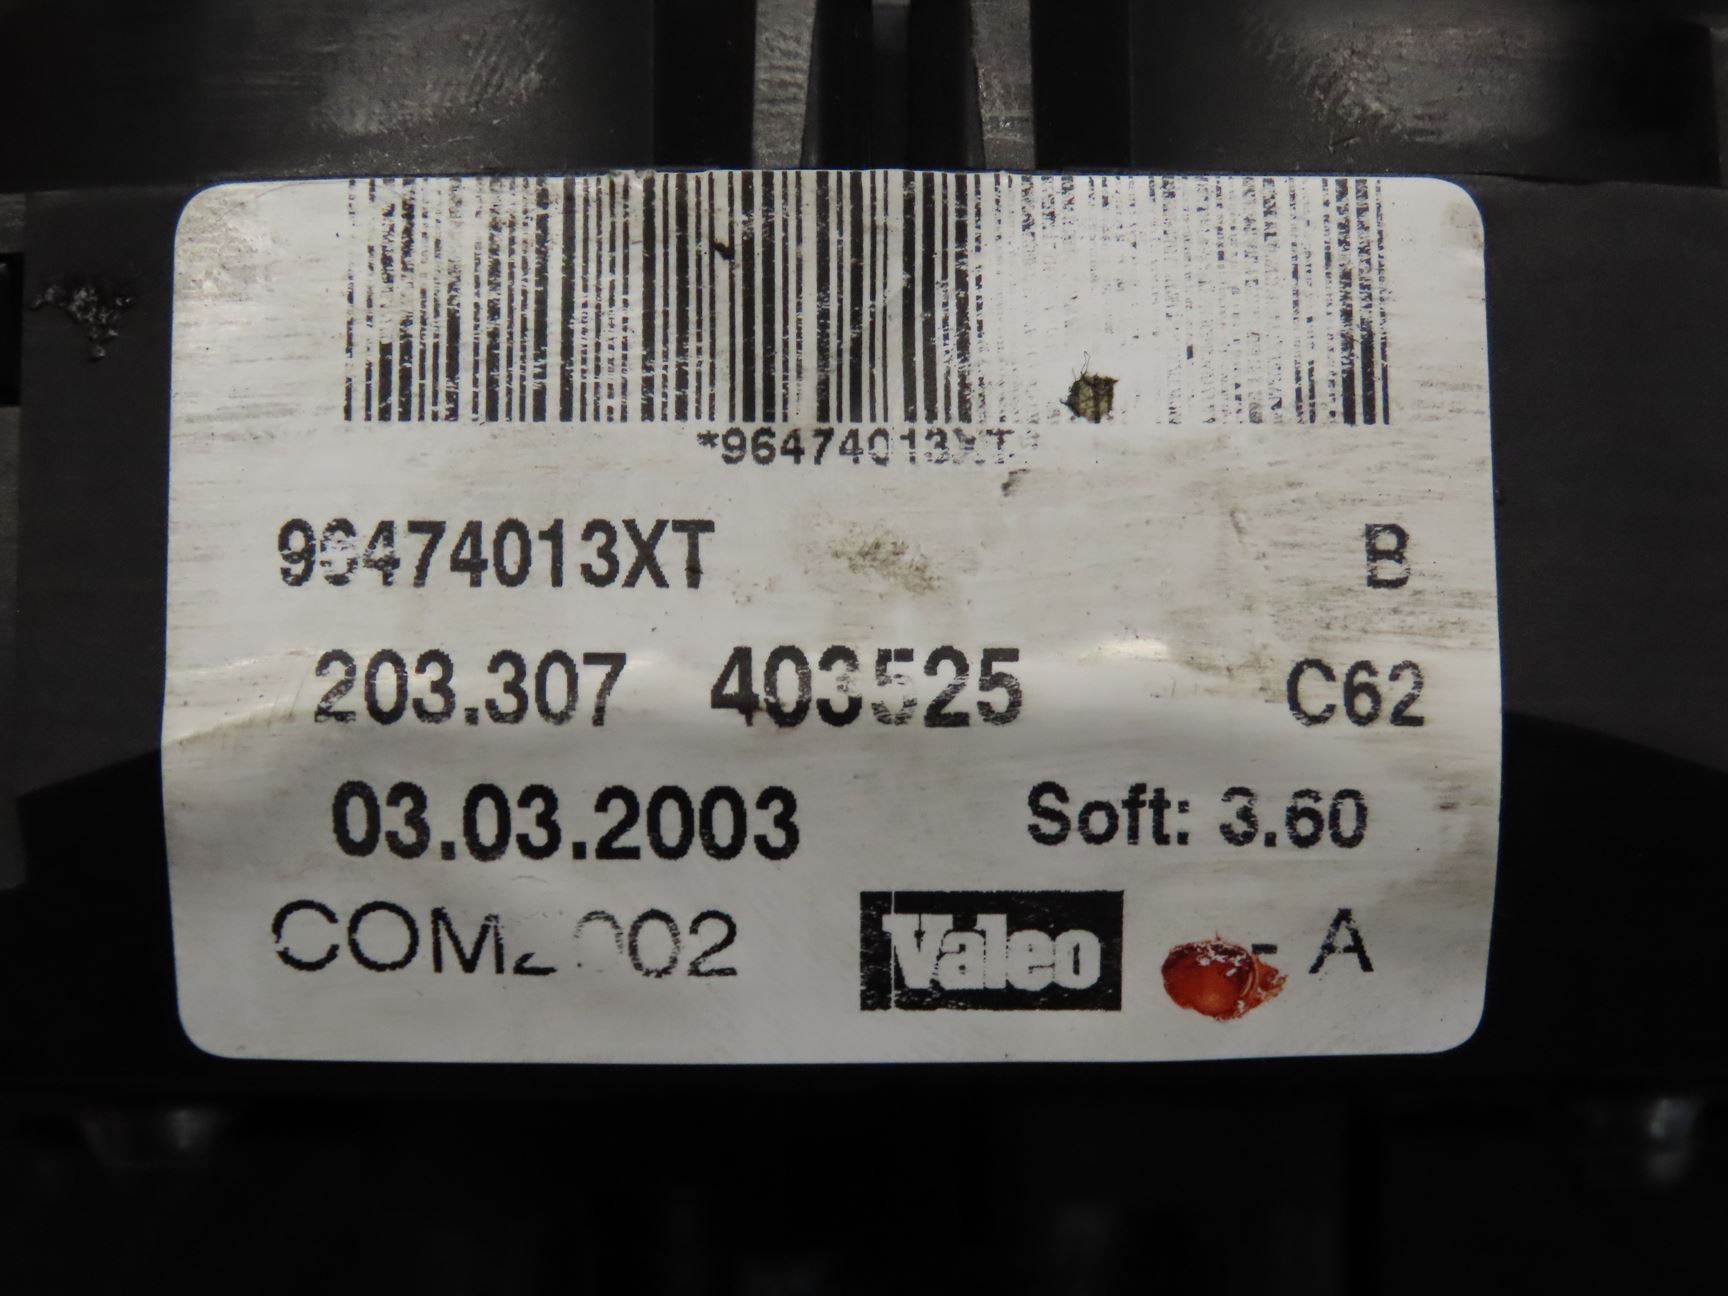 *96474013XT
96474013XT B
203.307 403525 C62
03.03.2003 Soft: 3.60
COM2002 Valeo - A